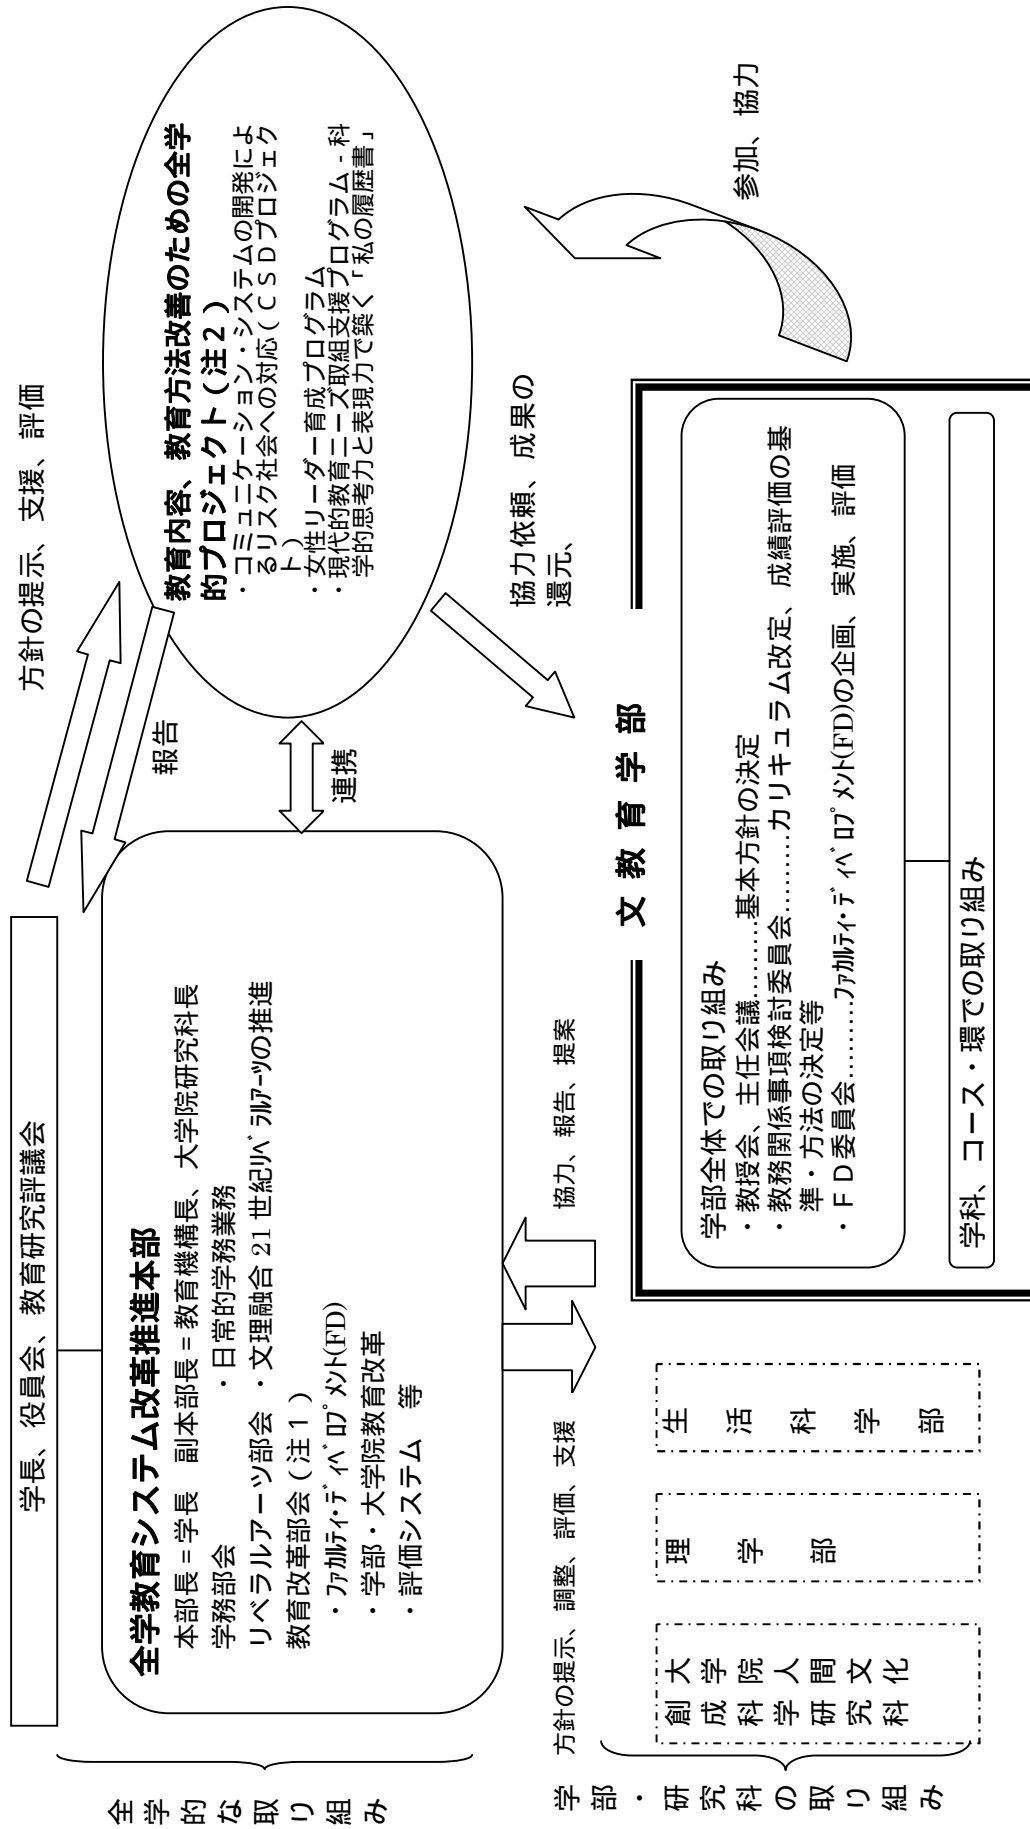 学長、役員会、教育研究評議会
方針の提示、支援、評価
報告
全学的な取り組み
全学教育システム改革推進本部
本部長=学長　副本部長=教育機構長、大学院研究科長
学務部会　・日常的学務業務
リベラルアーツ部会　・文理融合21世紀リベラルアーツの推進
教育改革部会(注1)
・ファカルティ・ディベロプメント(FD)
・学部・大学院教育改革
・評価システム　等
連携
教育内容、教育方法改善のための全学
的プロジェクト(注2)
・コミュニケーション・システムの開発によ
るリスク社会への対応(CSDプロジェク
ト)
・女性リーダー育成プログラム
・現代的教育ニーズ取組支援プログラム-科
学的思考力と表現力で築く「私の履歴書」
方針の提示、調整、評価、支援
協力、報告、提案
協力依頼、成果の
還元、
参加、協力
学部・研究科の取り組み
大学院人間文化
創成科学研究科
理学部
生活科学部
文教育学部
学部全体での取り組み
・教授会、主任会議………基本方針の決定
・教務関係事項検討委員会………カリキュラム改定、成績評価の基
準・方法の決定等
・FD委員会………ファカルティ・ディベロプメント(FD)の企画、実施、評価
学科、コース・環での取り組み